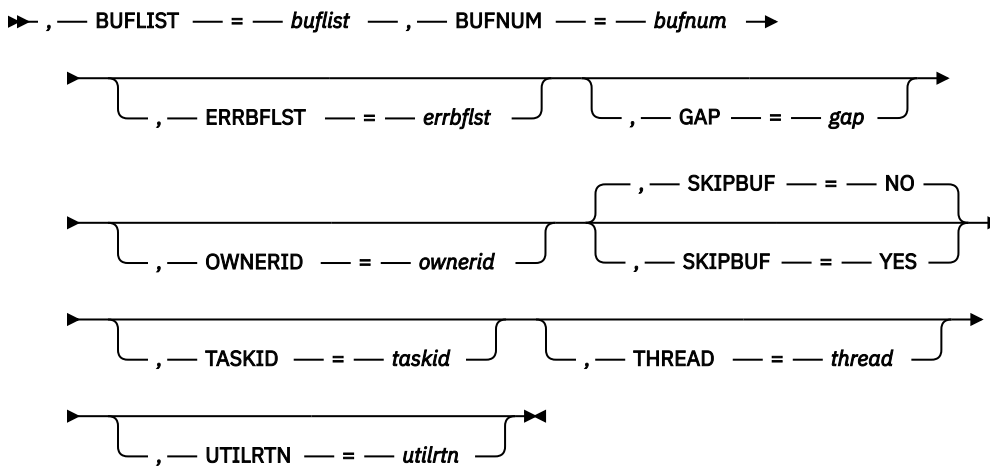 , BUFLIST = buflist , BUFNUM = bufnum
, ERRBFLST = errbflst , GAP = gap
, SKIPBUF = NO
, OWNERID = ownerid , SKIPBUF = YES
, TASKID = taskid , THREAD = thread
, UTILRTN = utilrtn